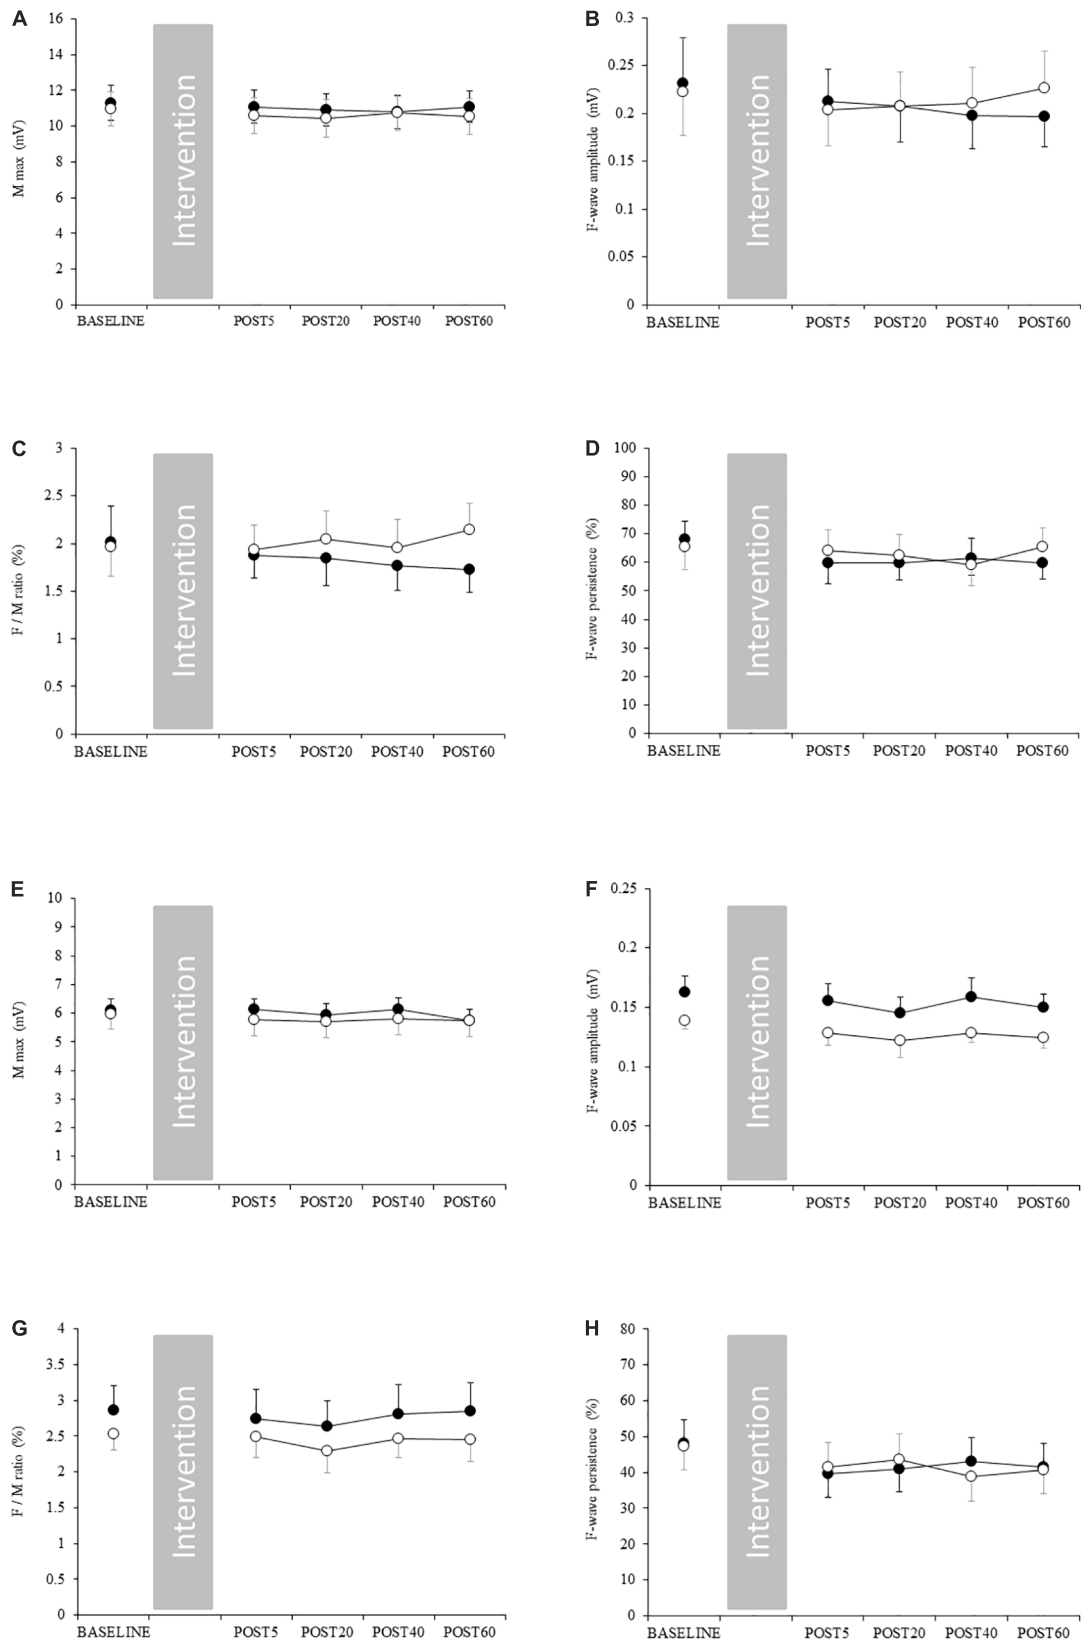 A
M max (mV)
16
14
12
10
8
6
4
2
0
Intervention
BASELINE POST5 POST20 POST40 POST60
B
F-wave amplitude (mV)
0.3
0.25
0.2
0.15
0.1
0.05
0
Intervention
BASELINE POST5 POST20 POST40 POST60
C
F / M ratio (%)
3
2.5
2
1.5
1
0.5
0
Intervention
BASELINE POST5 POST20 POST40 POST60
D
F-wave persistence (%)
100
90
80
70
60
50
40
30
20
10
0
Intervention
BASELINE POST5 POST20 POST40 POST60
E
M max (mV)
10
9
8
7
6
5
4
3
2
1
0
Intervention
BASELINE POST5 POST20 POST40 POST60
F
F-wave amplitude (mV)
0.25
0.2
0.15
0.1
0.05
0
Intervention
BASELINE POST5 POST20 POST40 POST60
G
F / M ratio (%)
4
3.5
3
2.5
2
1.5
1
0.5
0
Intervention
BASELINE POST5 POST20 POST40 POST60
H
F-wave persistence (%)
80
70
60
50
40
30
20
10
0
Intervention
BASELINE POST5 POST20 POST40 POST60